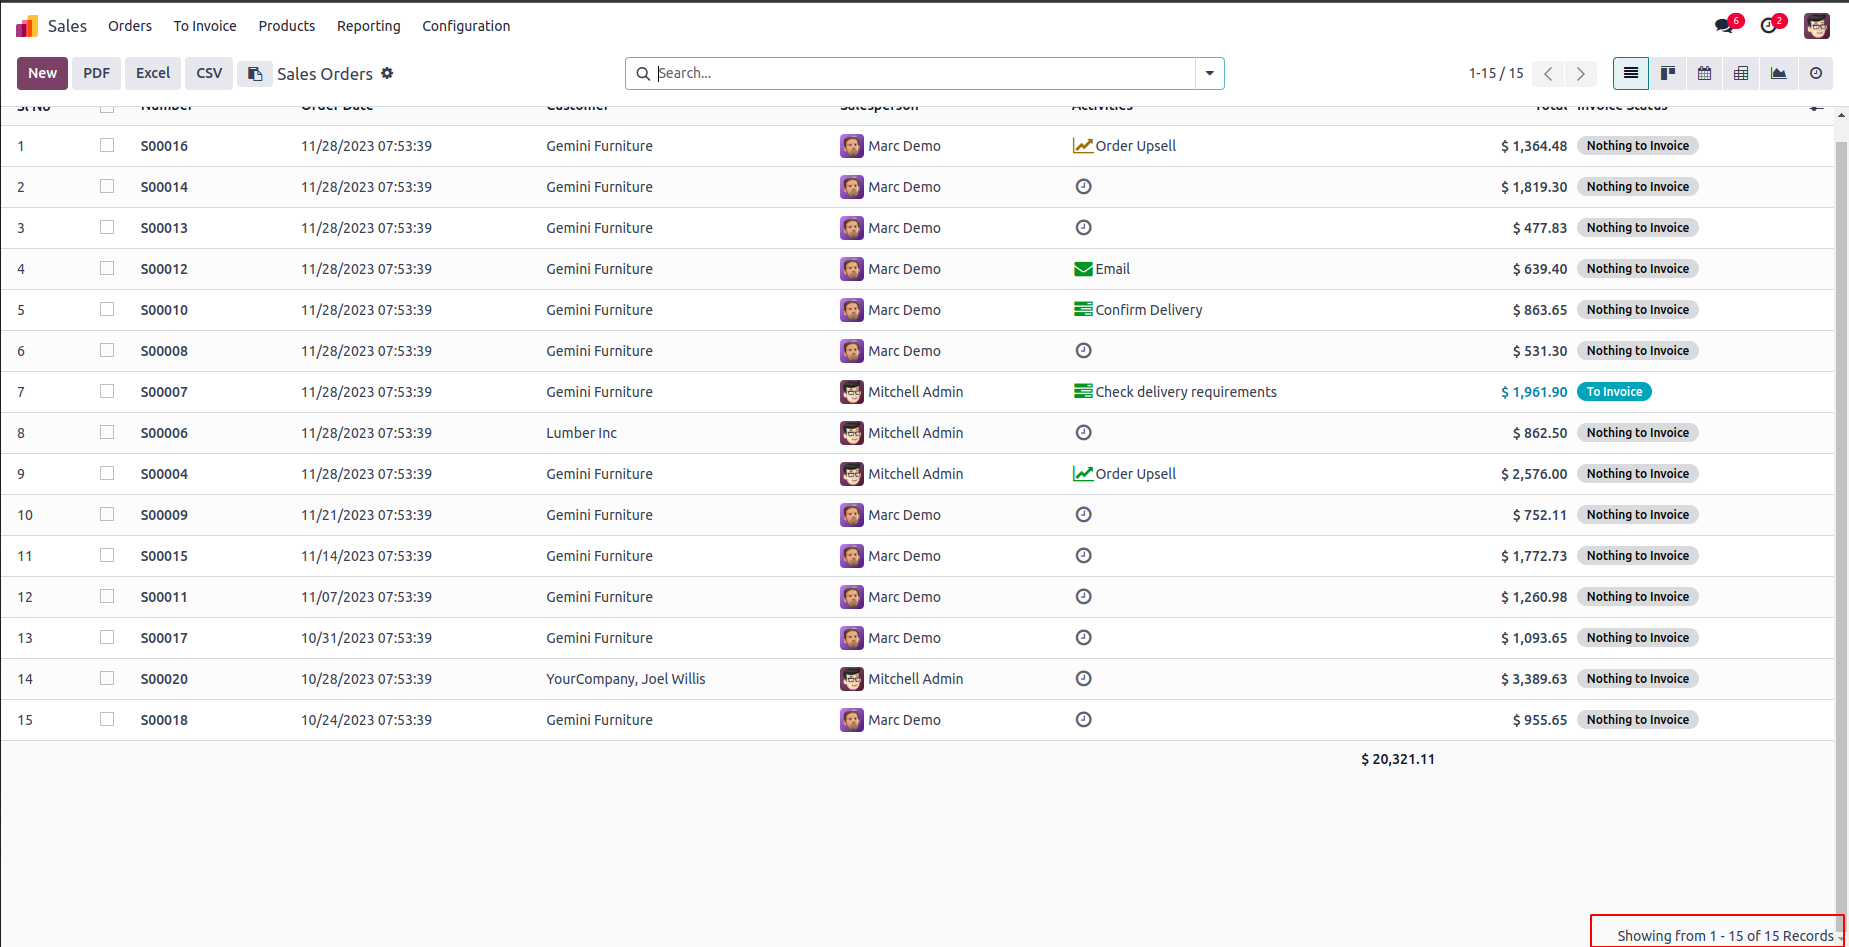 Sales Orders To Invoice Products Reporting Configuration 6 2
New PDF Excel CSV Sales Orders Search... 1-15 / 15
Sl No Number Order Date Customer Salesperson Activities Total Invoice Status
1 S00016 11/28/2023 07:53:39 Gemini Furniture Marc Demo Order Upsell $ 1,364.48 Nothing to Invoice
2 S00014 11/28/2023 07:53:39 Gemini Furniture Marc Demo $ 1,819.30 Nothing to Invoice
3 S00013 11/28/2023 07:53:39 Gemini Furniture Marc Demo $ 477.83 Nothing to Invoice
4 S00012 11/28/2023 07:53:39 Gemini Furniture Marc Demo Email $ 639.40 Nothing to Invoice
5 S00010 11/28/2023 07:53:39 Gemini Furniture Marc Demo Confirm Delivery $ 863.65 Nothing to Invoice
6 S00008 11/28/2023 07:53:39 Gemini Furniture Marc Demo $ 531.30 Nothing to Invoice
7 S00007 11/28/2023 07:53:39 Gemini Furniture Mitchell Admin Check delivery requirements $ 1,961.90 To Invoice
8 S00006 11/28/2023 07:53:39 Lumber Inc Mitchell Admin $ 862.50 Nothing to Invoice
9 S00004 11/28/2023 07:53:39 Gemini Furniture Mitchell Admin Order Upsell $ 2,576.00 Nothing to Invoice
10 S00009 11/21/2023 07:53:39 Gemini Furniture Marc Demo $ 752.11 Nothing to Invoice
11 S00015 11/14/2023 07:53:39 Gemini Furniture Marc Demo $ 1,772.73 Nothing to Invoice
12 S00011 11/07/2023 07:53:39 Gemini Furniture Marc Demo $ 1,260.98 Nothing to Invoice
13 S00017 10/31/2023 07:53:39 Gemini Furniture Marc Demo $ 1,093.65 Nothing to Invoice
14 S00020 10/28/2023 07:53:39 YourCompany, Joel Willis Mitchell Admin $ 3,389.63 Nothing to Invoice
15 S00018 10/24/2023 07:53:39 Gemini Furniture Marc Demo $ 955.65 Nothing to Invoice
$ 20,321.11
Showing from 1 - 15 of 15 Records